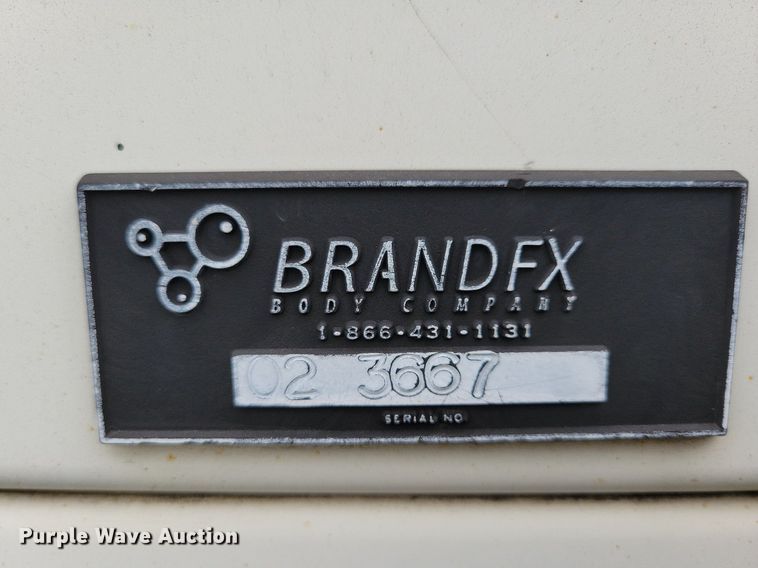 BRANDFX
BODY COMPANY
1-866-431-1131
02 3667
SERIAL NO
Purple Wave Auction®